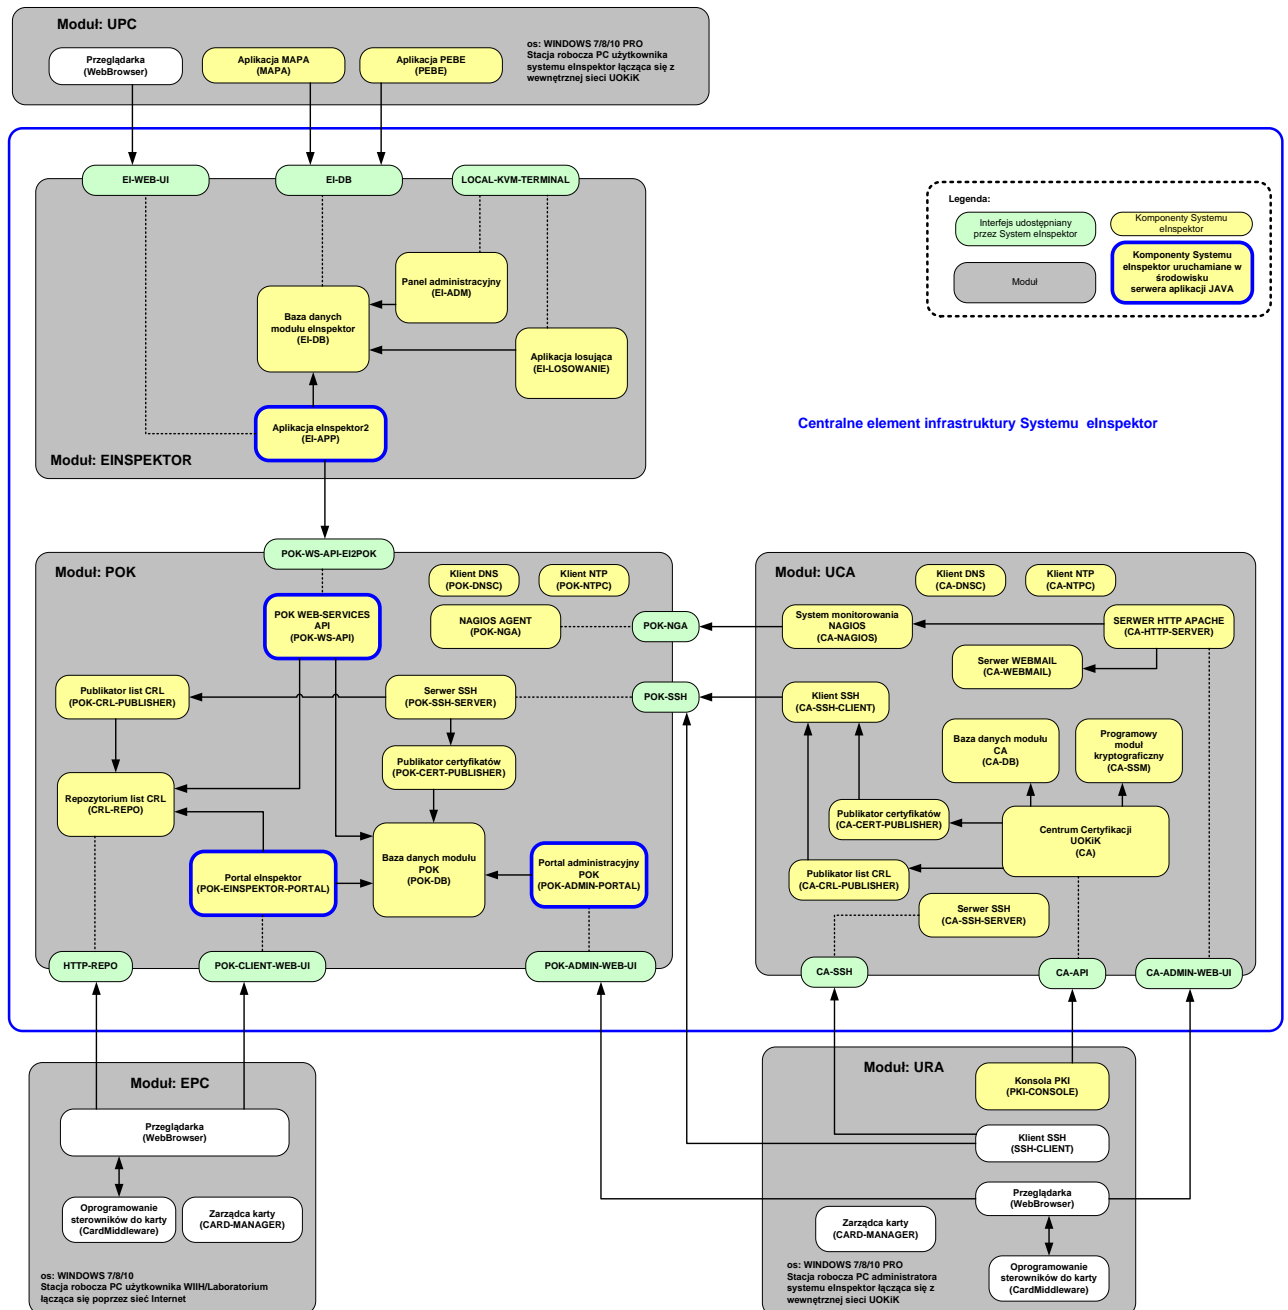 Moduł: UPC
Przeglądarka
(WebBrowser)
Aplikacja MAPA
(MAPA)
Aplikacja PEBE
(PEBE)
os: WINDOWS 7/8/10 PRO
Stacja robocza PC użytkownika
systemu eInspektor łącząca się z
wewnętrznej sieci UOKiK
EI-WEB-UI
EI-DB
LOCAL-KVM-TERMINAL
Legenda:
Interfejs udostępniany
przez System eInspektor
Komponenty Systemu
eInspektor
Moduł
Komponenty Systemu
eInspektor uruchamiane w
środowisku
serwera aplikacji JAVA
Panel administracyjny
(EI-ADM)
Baza danych
modułu eInspektor
(EI-DB)
Aplikacja losująca
(EI-LOSOWANIE)
Aplikacja eInspektor2
(EI-APP)
Moduł: EINSPEKTOR
Centralne element infrastruktury Systemu eInspektor
POK-WS-API-EI2POK
Moduł: POK
Klient DNS
(POK-DNSC)
Klient NTP
(POK-NTPC)
POK WEB-SERVICES
API
(POK-WS-API)
NAGIOS AGENT
(POK-NGA)
POK-NGA
Publikator list CRL
(POK-CRL-PUBLISHER)
Serwer SSH
(POK-SSH-SERVER)
POK-SSH
Publikator certyfikatów
(POK-CERT-PUBLISHER)
Repozytorium list CRL
(CRL-REPO)
Baza danych modułu
POK
(POK-DB)
Portal eInspektor
(POK-EINSPEKTOR-PORTAL)
Portal administracyjny
POK
(POK-ADMIN-PORTAL)
HTTP-REPO
POK-CLIENT-WEB-UI
POK-ADMIN-WEB-UI
Moduł: UCA
Klient DNS
(CA-DNSC)
Klient NTP
(CA-NTPC)
System monitorowania
NAGIOS
(CA-NAGIOS)
SERWER HTTP APACHE
(CA-HTTP-SERVER)
Serwer WEBMAIL
(CA-WEBMAIL)
Klient SSH
(CA-SSH-CLIENT)
Baza danych modułu
CA
(CA-DB)
Programowy
moduł
kryptograficzny
(CA-SSM)
Publikator certyfikatów
(CA-CERT-PUBLISHER)
Centrum Certyfikacji
UOKiK
(CA)
Publikator list CRL
(CA-CRL-PUBLISHER)
Serwer SSH
(CA-SSH-SERVER)
CA-SSH
CA-API
CA-ADMIN-WEB-UI
Moduł: EPC
Przeglądarka
(WebBrowser)
Oprogramowanie
sterowników do karty
(CardMiddleware)
Zarządca karty
(CARD-MANAGER)
os: WINDOWS 7/8/10
Stacja robocza PC użytkownika WIIH/Laboratorium
łącząca się poprzez sieć Internet
Moduł: URA
Konsola PKI
(PKI-CONSOLE)
Klient SSH
(SSH-CLIENT)
Przeglądarka
(WebBrowser)
Zarządca karty
(CARD-MANAGER)
Oprogramowanie
sterowników do karty
(CardMiddleware)
os: WINDOWS 7/8/10 PRO
Stacja robocza PC administratora
systemu eInspektor łącząca się z
wewnętrznej sieci UOKiK